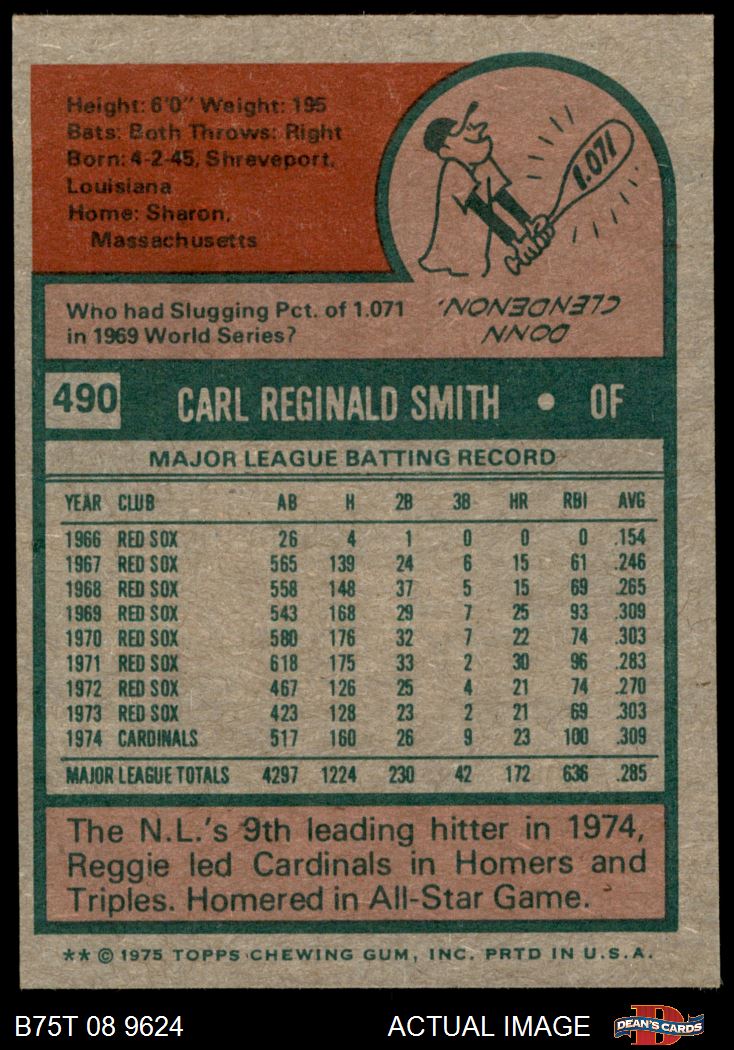 Height: 6'0" Weight: 195
Bats: Both Throws: Right
Born: 4-2-45, Shreveport,
Louisiana
Home: Sharon,
Massachusetts
1.071
Who had Slugging Pct. of 1.071
in 1969 World Series?
DONN
CLENDENON.
490 CARL REGINALD SMITH • OF
MAJOR LEAGUE BATTING RECORD
YEAR CLUB AB H 2B 3B HR RBI AVG
1966 RED SOX 26 4 1 0 0 0 .154
1967 RED SOX 565 139 24 6 15 61 .246
1968 RED SOX 558 148 37 5 15 69 .265
1969 RED SOX 543 168 29 7 25 93 .309
1970 RED SOX 580 176 32 7 22 74 .303
1971 RED SOX 618 175 33 2 30 96 .283
1972 RED SOX 467 126 25 4 21 74 .270
1973 RED SOX 423 128 23 2 21 69 .303
1974 CARDINALS 517 160 26 9 23 100 .309
MAJOR LEAGUE TOTALS 4297 1224 230 42 172 636 .285
The N.L.'s 9th leading hitter in 1974,
Reggie led Cardinals in Homers and
Triples. Homered in All-Star Game.
** © 1975 TOPPS CHEWING GUM, INC. PRTD IN U.S.A.
B75T 08 9624 ACTUAL IMAGE D DEAN'S CARDS